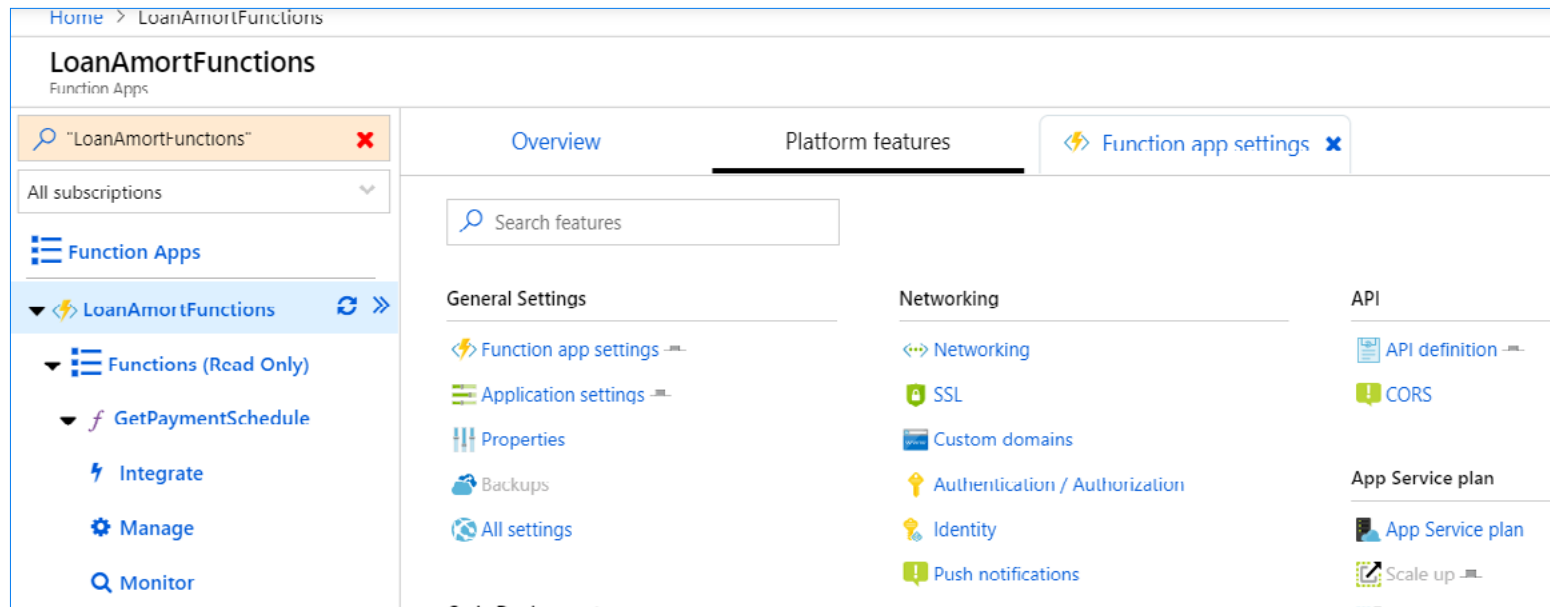 Home > LoanAmortFunctions
LoanAmortFunctions
Function Apps
"LoanAmortFunctions"
All subscriptions
Function Apps
LoanAmortFunctions
Functions (Read Only)
f GetPaymentSchedule
Integrate
Manage
Monitor
Overview
Platform features
Function app settings
Search features
General Settings
Function app settings
Application settings
Properties
Backups
All settings
Networking
Networking
SSL
Custom domains
Authentication / Authorization
Identity
Push notifications
API
API definition
CORS
App Service plan
App Service plan
Scale up